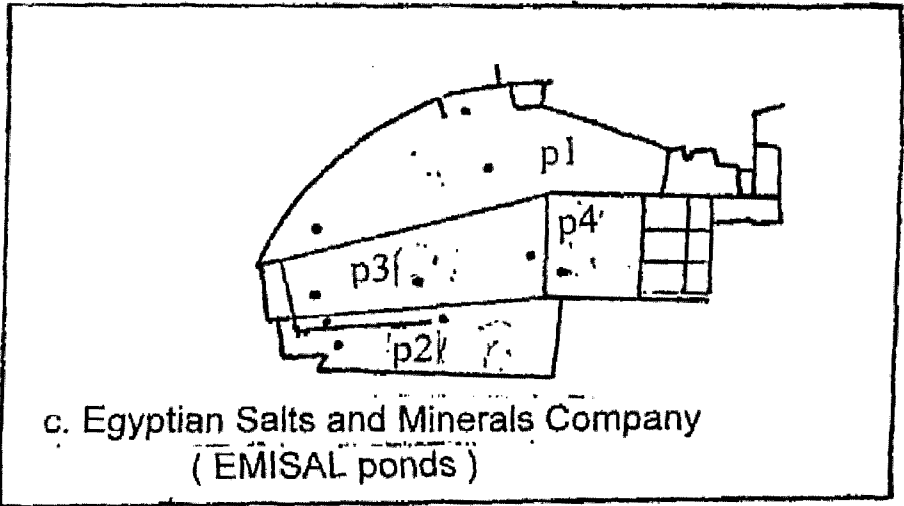 p1
p4
p3
p2
c. Egyptian Salts and Minerals Company
( EMISAL ponds )